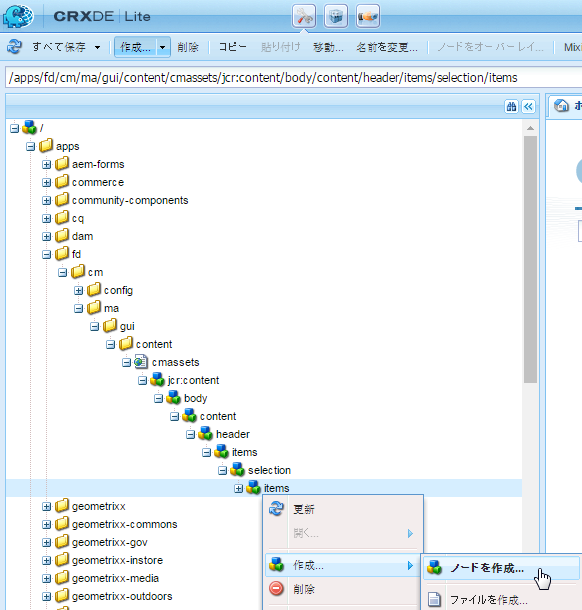 CRXDE | Lite
すべて保存 作成... 削除 コピー 貼り付け 移動... 名前を変更... ノードをオーバーレイ... Mixi
/apps/fd/cm/ma/gui/content/cmassets/jcr:content/body/content/header/items/selection/items
/
apps
aem-forms
commerce
community-components
cq
dam
fd
cm
config
ma
gui
content
cmassets
jcr:content
body
content
header
items
selection
items
geometrixx
geometrixx-commons
geometrixx-gov
geometrixx-instore
geometrixx-media
geometrixx-outdoors
更新
開く...
作成...
削除
ノードを作成...
ファイルを作成...